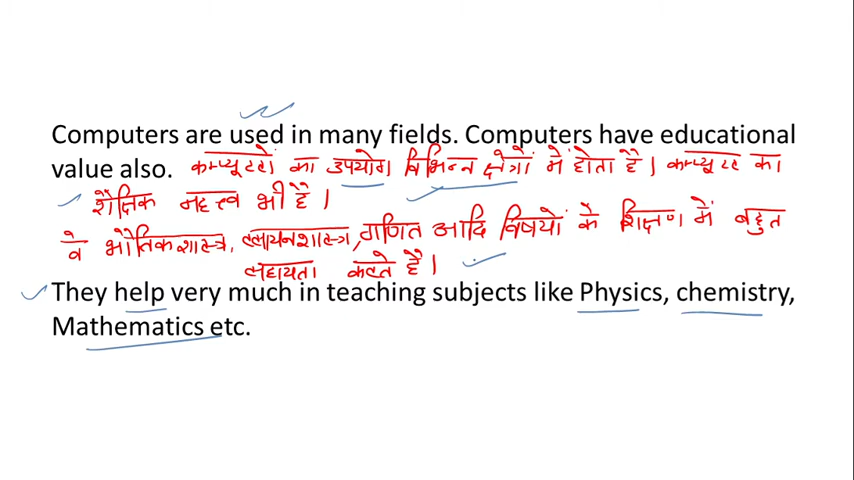 Computers are used in many fields. Computers have educational
value also. कम्प्यूटरों का उपयोग विभिन्न क्षेत्रों में होता है। कम्प्यूटर का
शैक्षिक महत्त्व भी है।
वे भौतिकशास्त्र, रसायनशास्त्र, गणित आदि विषयों के शिक्षण में बहुत
सहायता करते हैं।
They help very much in teaching subjects like Physics, chemistry,
Mathematics etc.